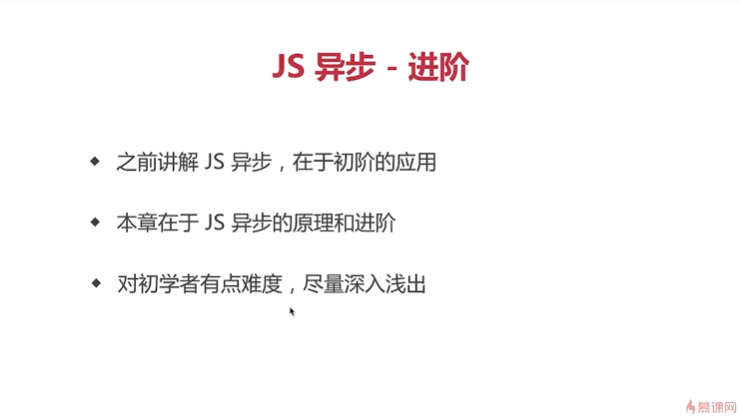 JS 异步 - 进阶
之前讲解 JS 异步，在于初阶的应用
本章在于 JS 异步的原理和进阶
对初学者有点难度，尽量深入浅出
慕课网